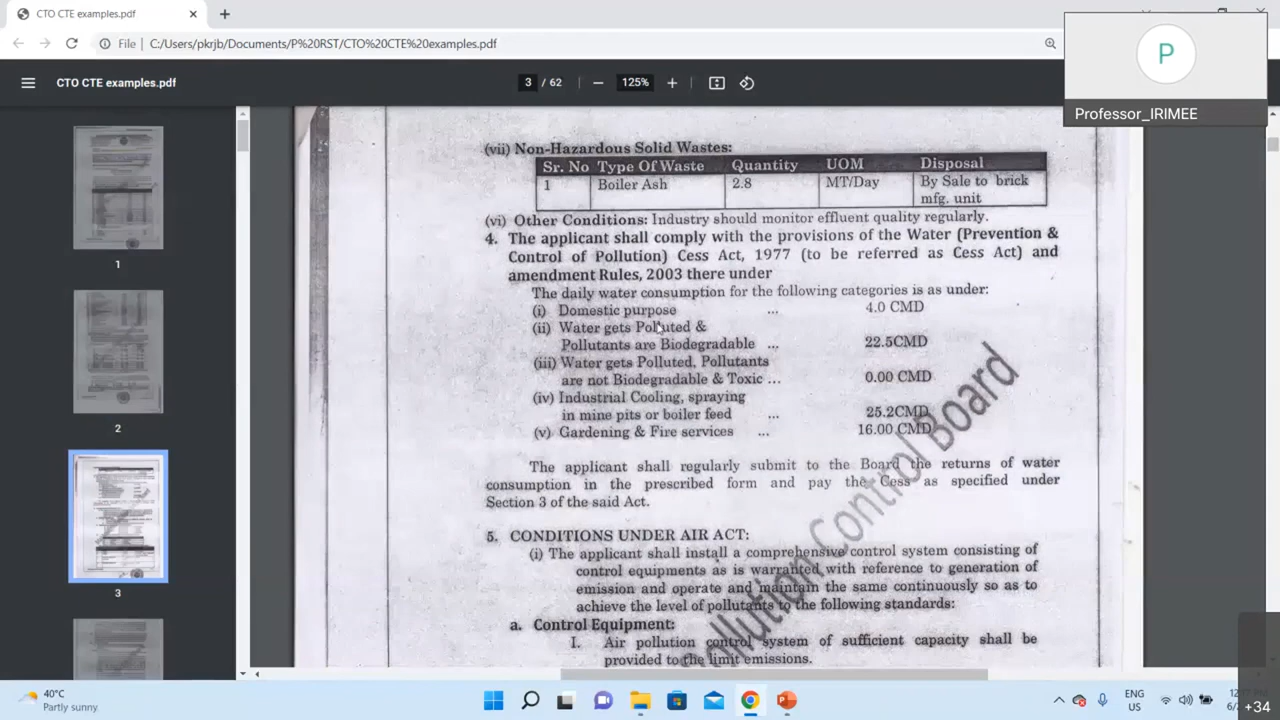 CTO CTE examples.pdf
File
C:/Users/pkrjb/Documents/P%20RST/CTO%20CTE%20examples.pdf
CTO CTE examples.pdf
3 / 62
125%
P
Professor_IRIMEE
1
2
3
(vii) Non-Hazardous Solid Wastes:
Sr. No Type Of Waste Quantity UOM Disposal
1 Boiler Ash 2.8 MT/Day By Sale to brick
mfg. unit
(vi) Other Conditions: Industry should monitor effluent quality regularly.
4. The applicant shall comply with the provisions of the Water (Prevention &
Control of Pollution) Cess Act, 1977 (to be referred as Cess Act) and
amendment Rules, 2003 there under
The daily water consumption for the following categories is as under:
(i) Domestic purpose ... 4.0 CMD
(ii) Water gets Polluted &
Pollutants are Biodegradable ... 22.5CMD
(iii) Water gets Polluted, Pollutants
are not Biodegradable & Toxic ... 0.00 CMD
(iv) Industrial Cooling, spraying
in mine pits or boiler feed ... 25.2CMD
(v) Gardening & Fire services ... 16.00 CMD
The applicant shall regularly submit to the Board the returns of water
consumption in the prescribed form and pay the Cess as specified under
Section 3 of the said Act.
5. CONDITIONS UNDER AIR ACT:
(i) The applicant shall install a comprehensive control system consisting of
control equipments as is warranted with reference to generation of
emission and operate and maintain the same continuously so as to
achieve the level of pollutants to the following standards:
a. Control Equipment:
I. Air pollution control system of sufficient capacity shall be
provided to the limit emissions.
Pollution Control Board
40°C
Partly sunny
ENG
US
+34